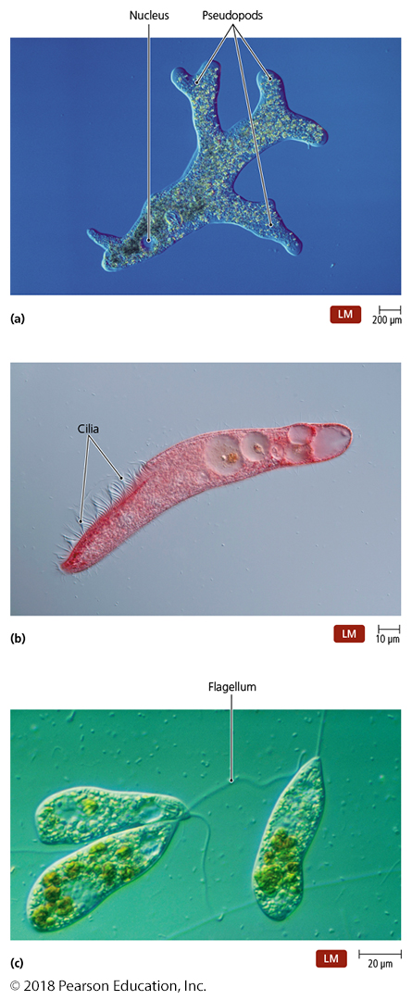 Nucleus Pseudopods
(a) LM 200 µm
Cilia
(b) LM 10 µm
Flagellum
(c) LM 20 µm
© 2018 Pearson Education, Inc.